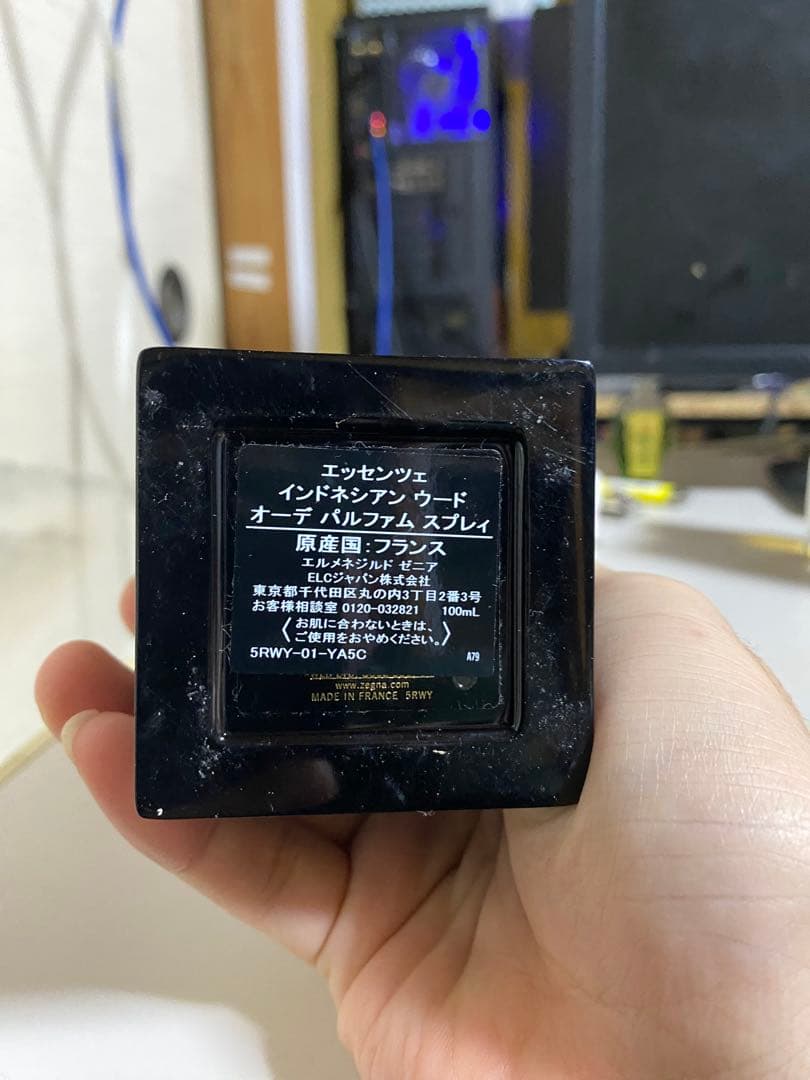 エッセンツェ
インドネシアン ウード
オーデ パルファム スプレィ
原産国:フランス
エルメネジルド ゼニア
ELCジャパン株式会社
東京都千代田区丸の内3丁目2番3号
お客様相談室 0120-032821 100mL
〈お肌に合わないときは、
ご使用をおやめください。〉
5RWY-01-YA5C A79
www.zegna.com
MADE IN FRANCE 5RWY